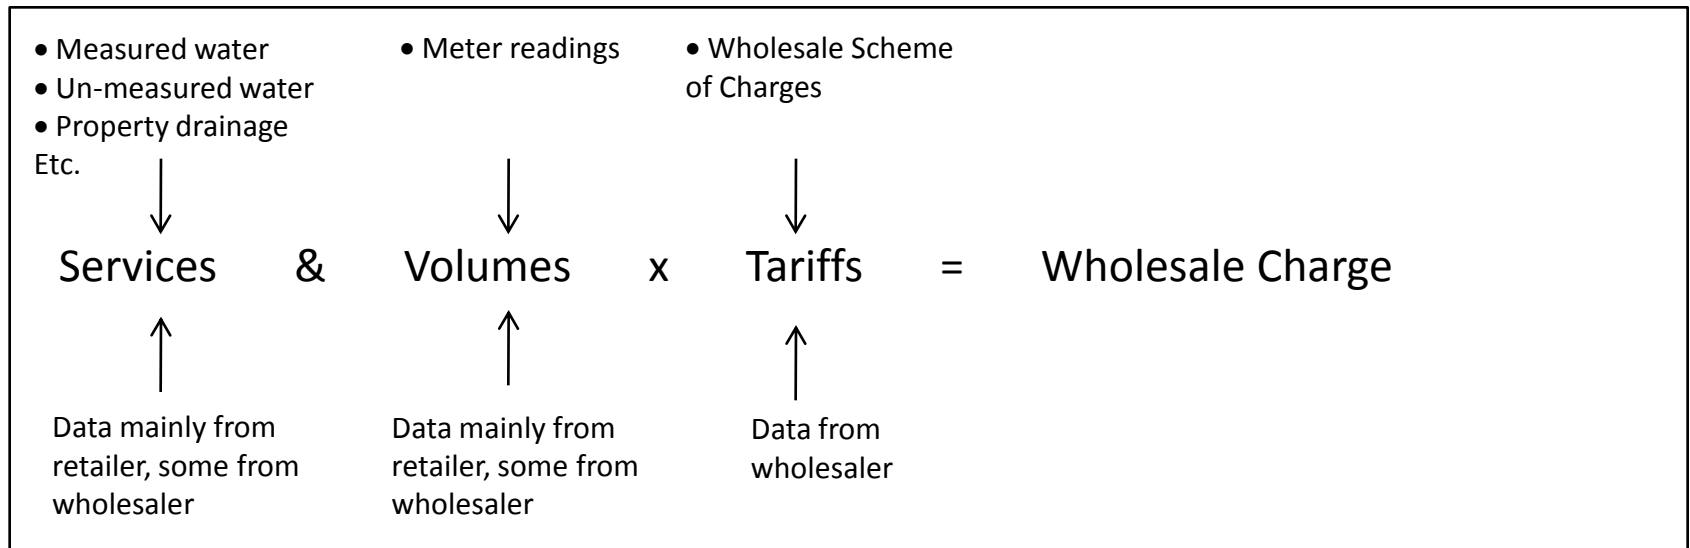 • Measured water
• Un-measured water
• Property drainage
Etc.
• Meter readings
• Wholesale Scheme
of Charges
Services & Volumes x Tariffs = Wholesale Charge
Data mainly from
retailer, some from
wholesaler
Data mainly from
retailer, some from
wholesaler
Data from
wholesaler